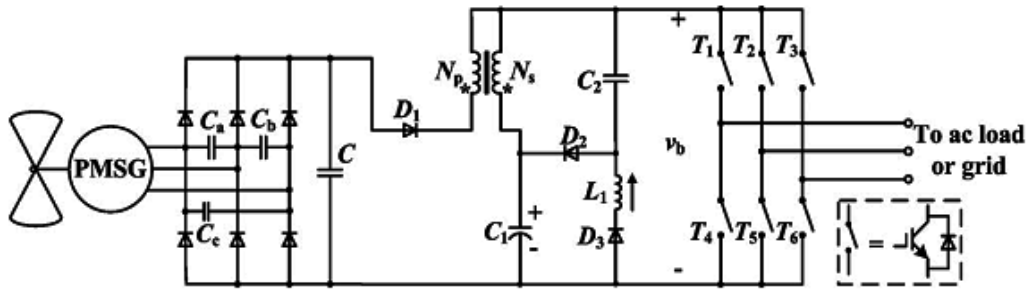 N_p* N_s* + T_1 T_2 T_3
C_2
C_a C_b D_1
D_2
PMSG C v_b To ac load
or grid
L_1
+
C_c C_1 D_3 T_4 T_5 T_6
- =
-